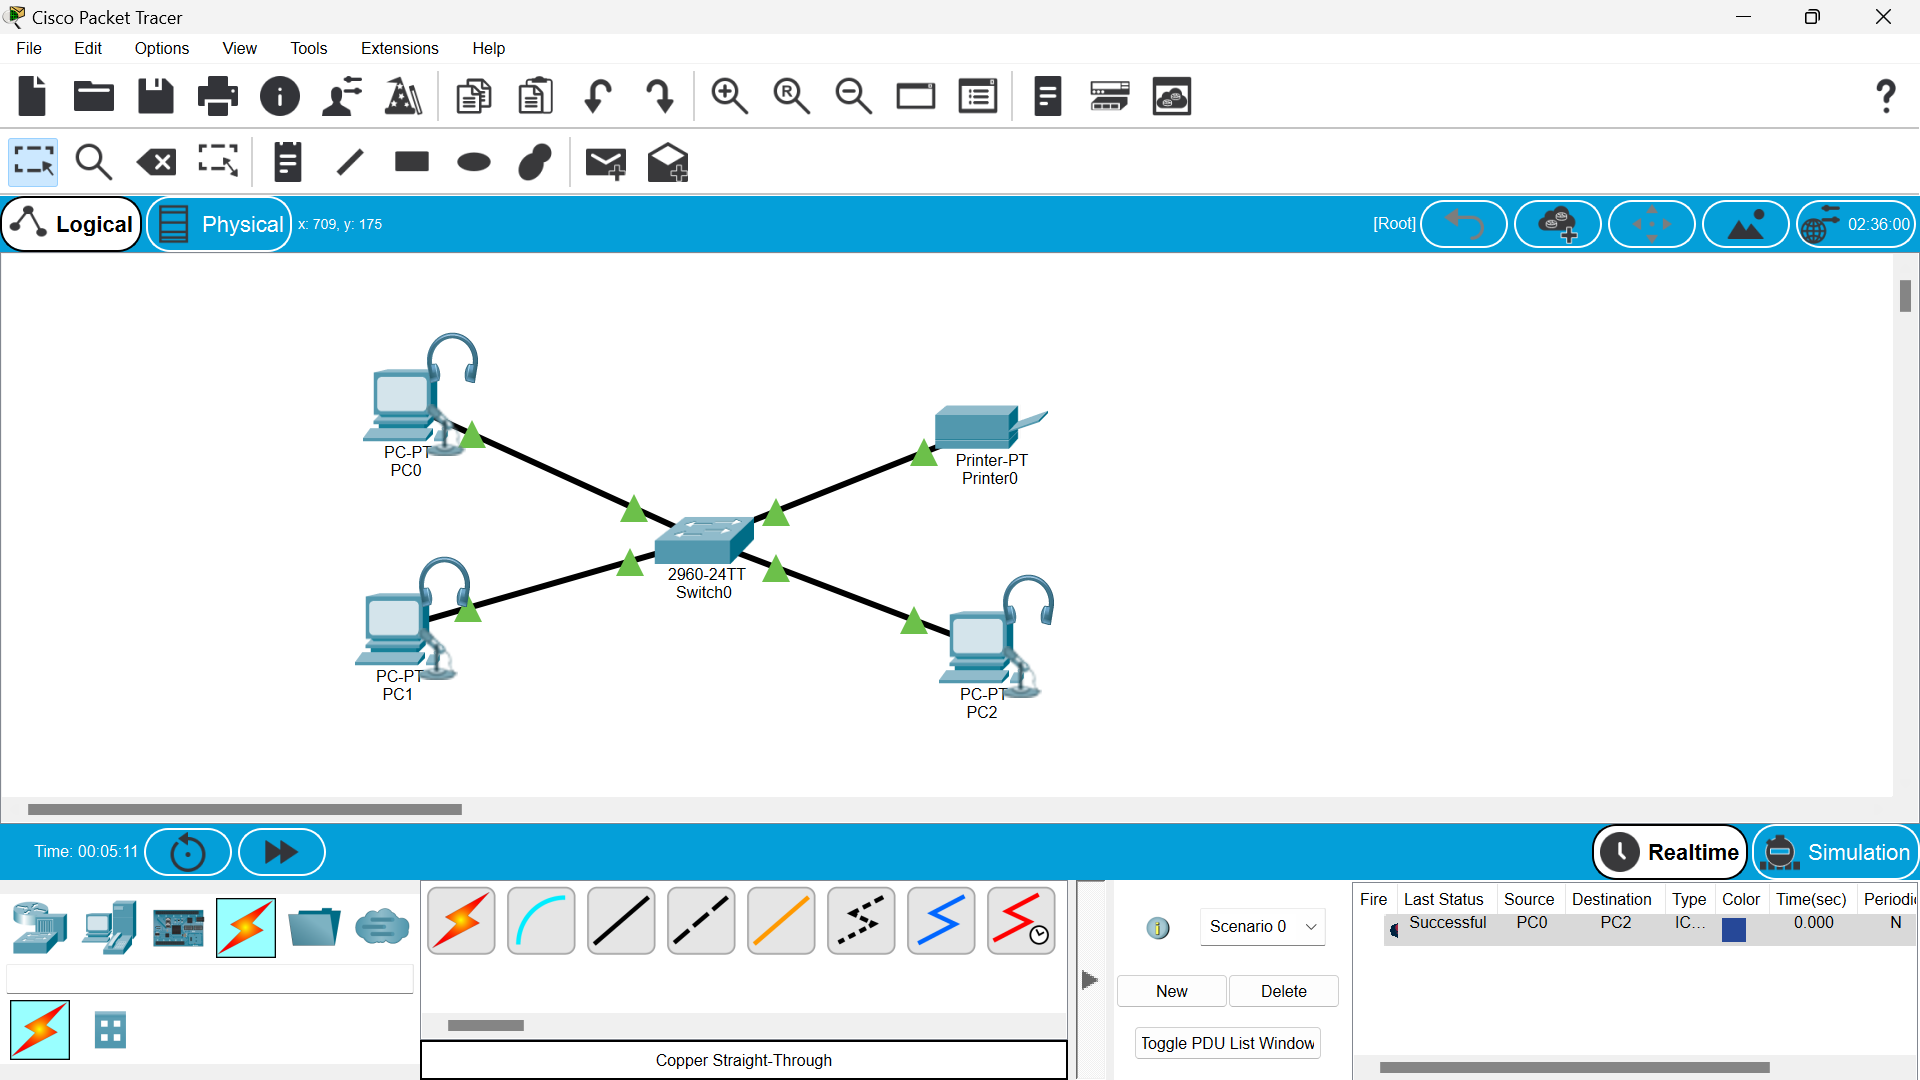 Cisco Packet Tracer
File Edit Options View Tools Extensions Help
Logical Physical x: 709, y: 175 [Root] 02:36:00
PC-PT
PC0
Printer-PT
Printer0
2960-24TT
Switch0
PC-PT
PC1
PC-PT
PC2
Time: 00:05:11 Realtime Simulation
Fire Last Status Source Destination Type Color Time(sec) Periodic
Successful PC0 PC2 IC... 0.000 N
Scenario 0
New Delete
Toggle PDU List Window
Copper Straight-Through